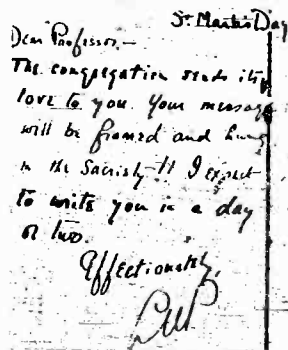 St. Martin's Day
Dear Professor,—
The congregation sends its
love to you. Your message
will be framed and hung
in the Sacristy—!! I expect
to write you in a day
or two.
Affectionately,